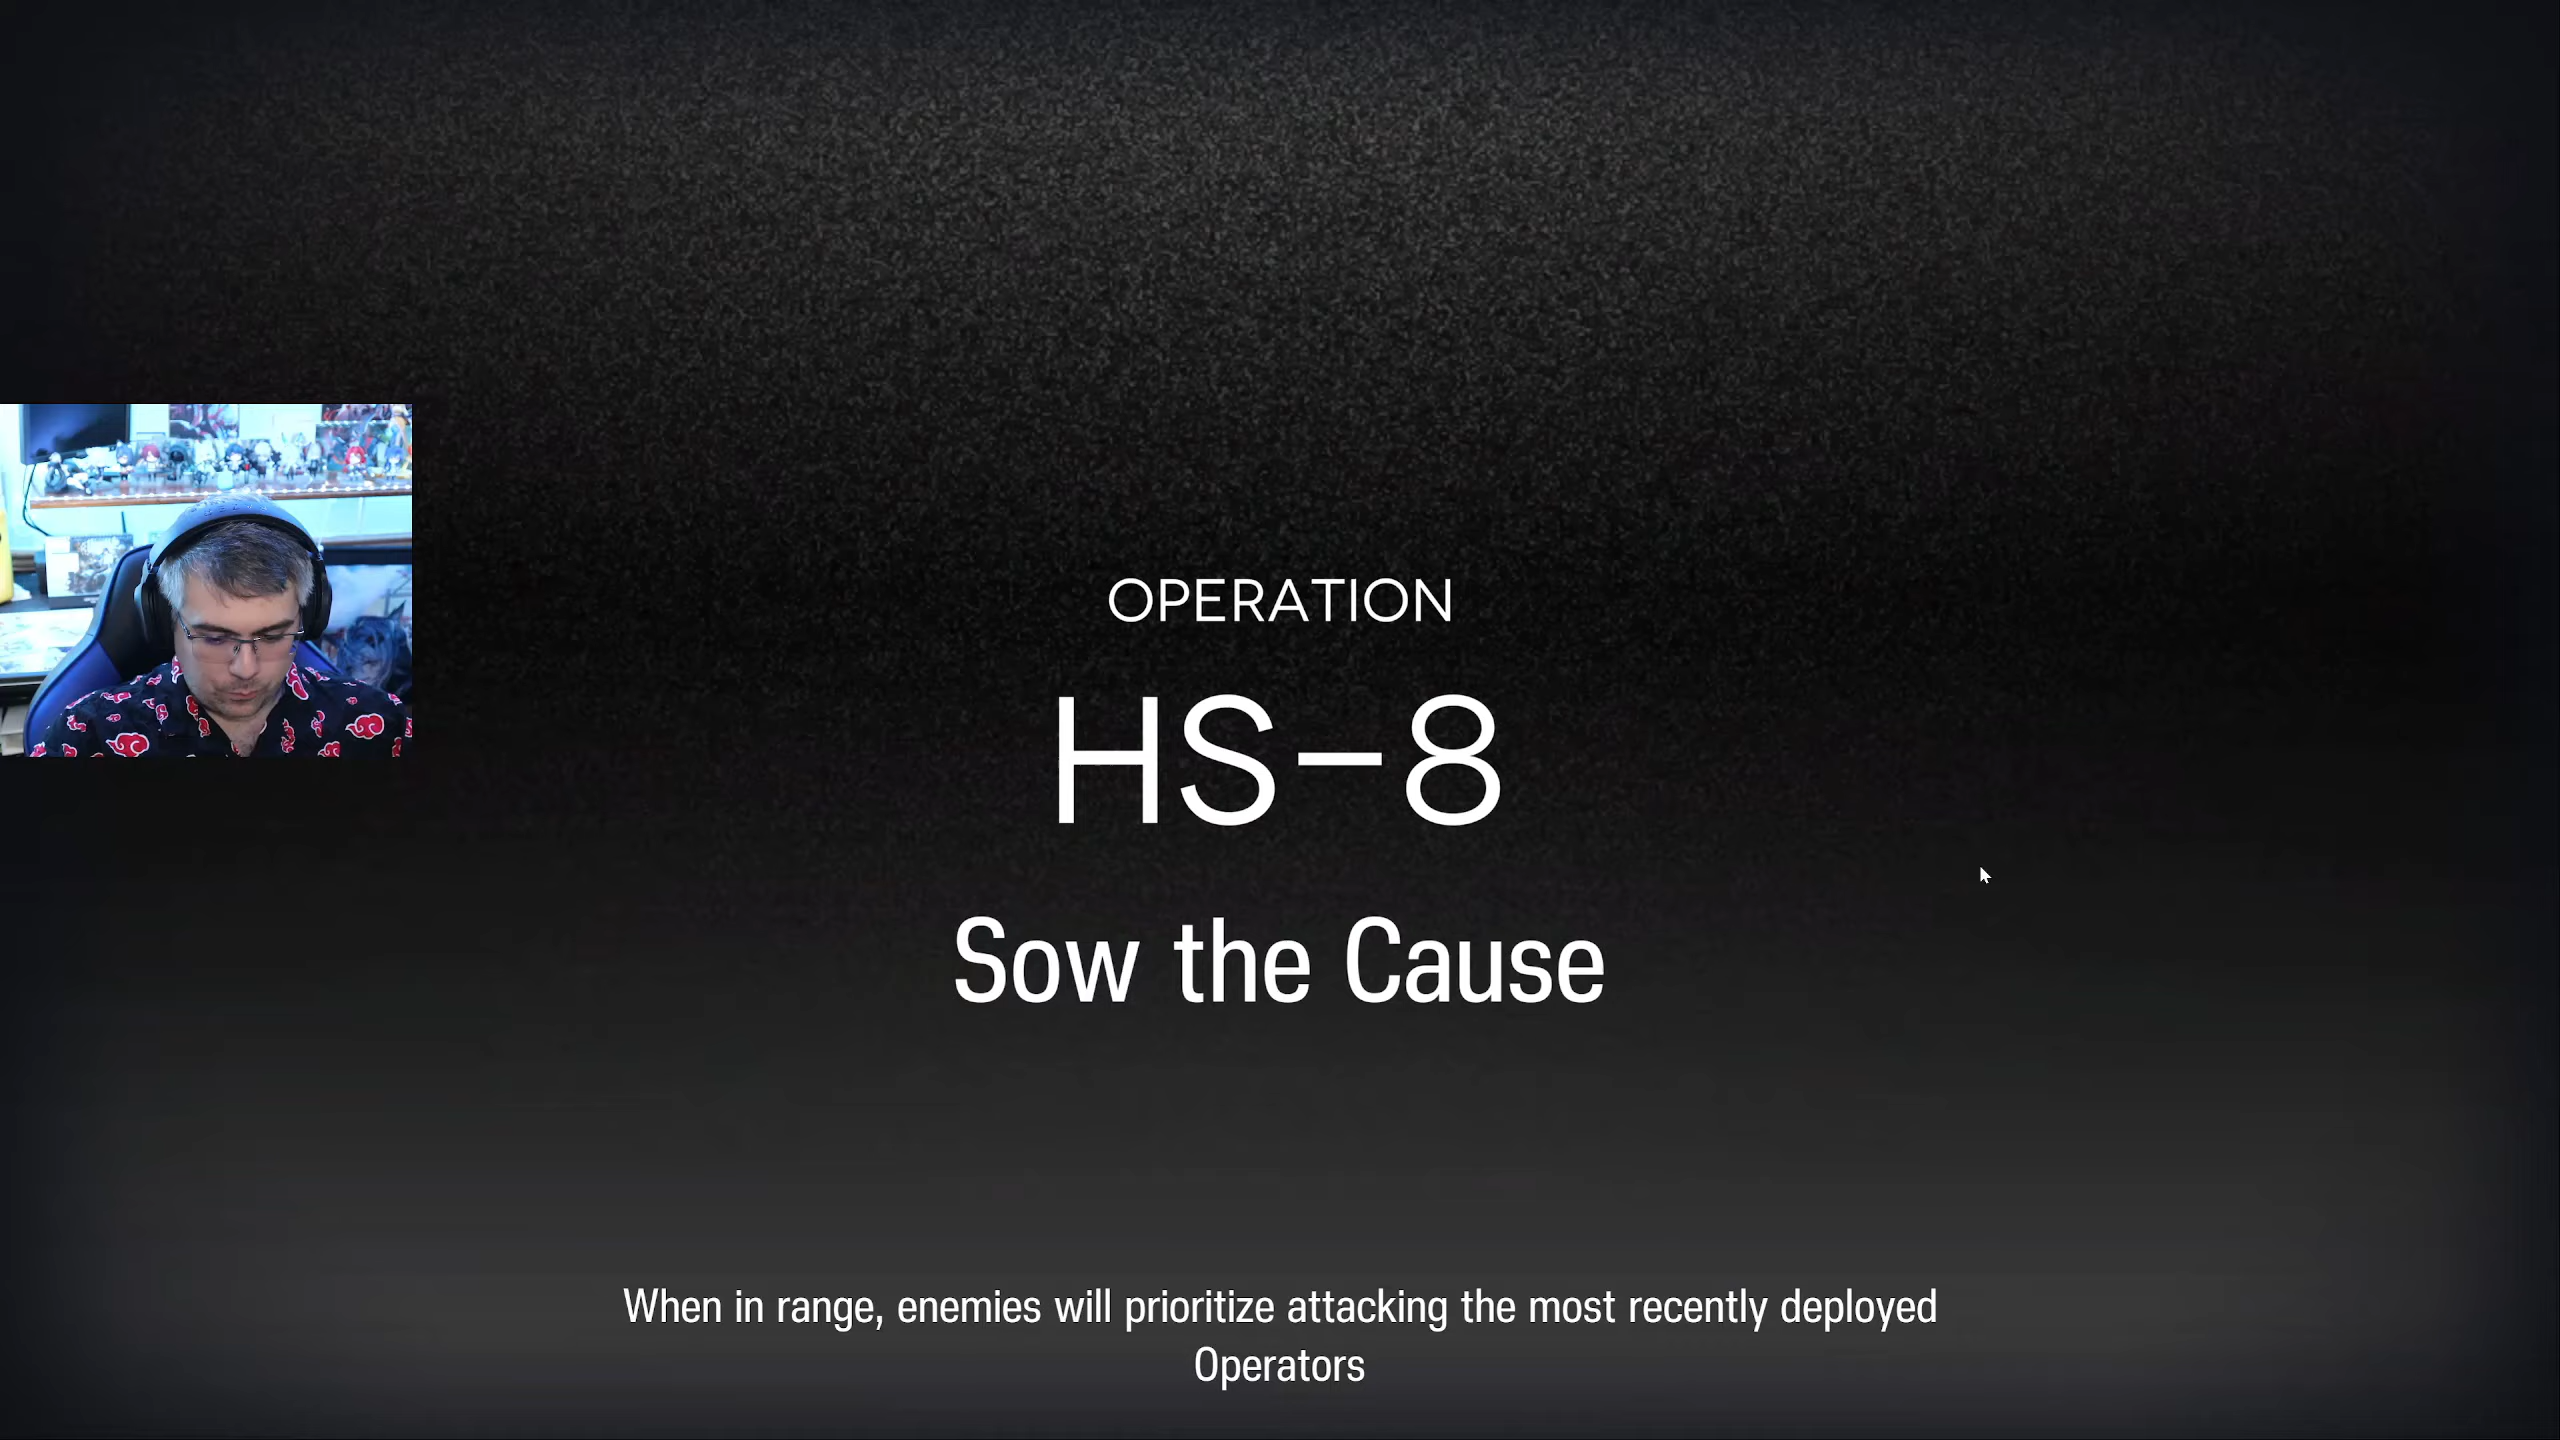 OPERATION
HS-8
Sow the Cause
When in range, enemies will prioritize attacking the most recently deployed
Operators